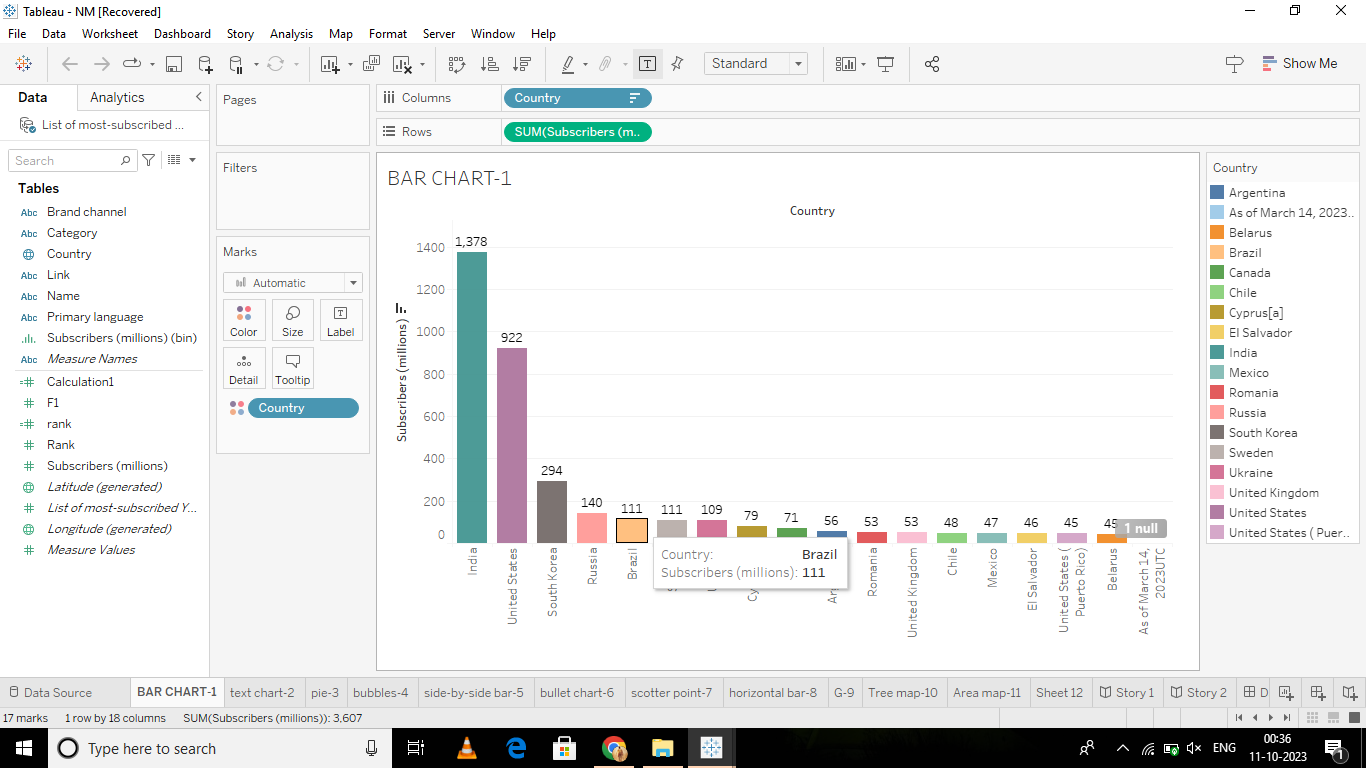 Tableau - NM [Recovered]
File Data Worksheet Dashboard Story Analysis Map Format Server Window Help
Standard
Show Me
Data Analytics
List of most-subscribed ...
Search
Tables
Abc Brand channel
Abc Category
Country
Abc Link
Abc Name
Abc Primary language
Subscribers (millions) (bin)
Abc Measure Names
Calculation1
F1
rank
Rank
Subscribers (millions)
Latitude (generated)
List of most-subscribed Y...
Longitude (generated)
Measure Values
Pages
Filters
Marks
Automatic
Color Size Label
Detail Tooltip
Country
Columns Country
Rows SUM(Subscribers (m..
BAR CHART-1
Country
Subscribers (millions)
1400
1200
1000
800
600
400
200
0
1,378
922
294
140
111
111
109
79
71
56
53
53
48
47
46
45
45
1 null
Country: Brazil
Subscribers (millions): 111
India
United States
South Korea
Russia
Brazil
Romania
United Kingdom
Chile
Mexico
El Salvador
United States (
Puerto Rico)
Belarus
As of March 14,
2023UTC
Country
Argentina
As of March 14, 2023..
Belarus
Brazil
Canada
Chile
Cyprus[a]
El Salvador
India
Mexico
Romania
Russia
South Korea
Sweden
Ukraine
United Kingdom
United States
United States ( Puer..
Data Source BAR CHART-1 text chart-2 pie-3 bubbles-4 side-by-side bar-5 bullet chart-6 scotter point-7 horizontal bar-8 G-9 Tree map-10 Area map-11 Sheet 12 Story 1 Story 2 D
17 marks 1 row by 18 columns SUM(Subscribers (millions)): 3,607
Type here to search
ENG
00:36
11-10-2023
1